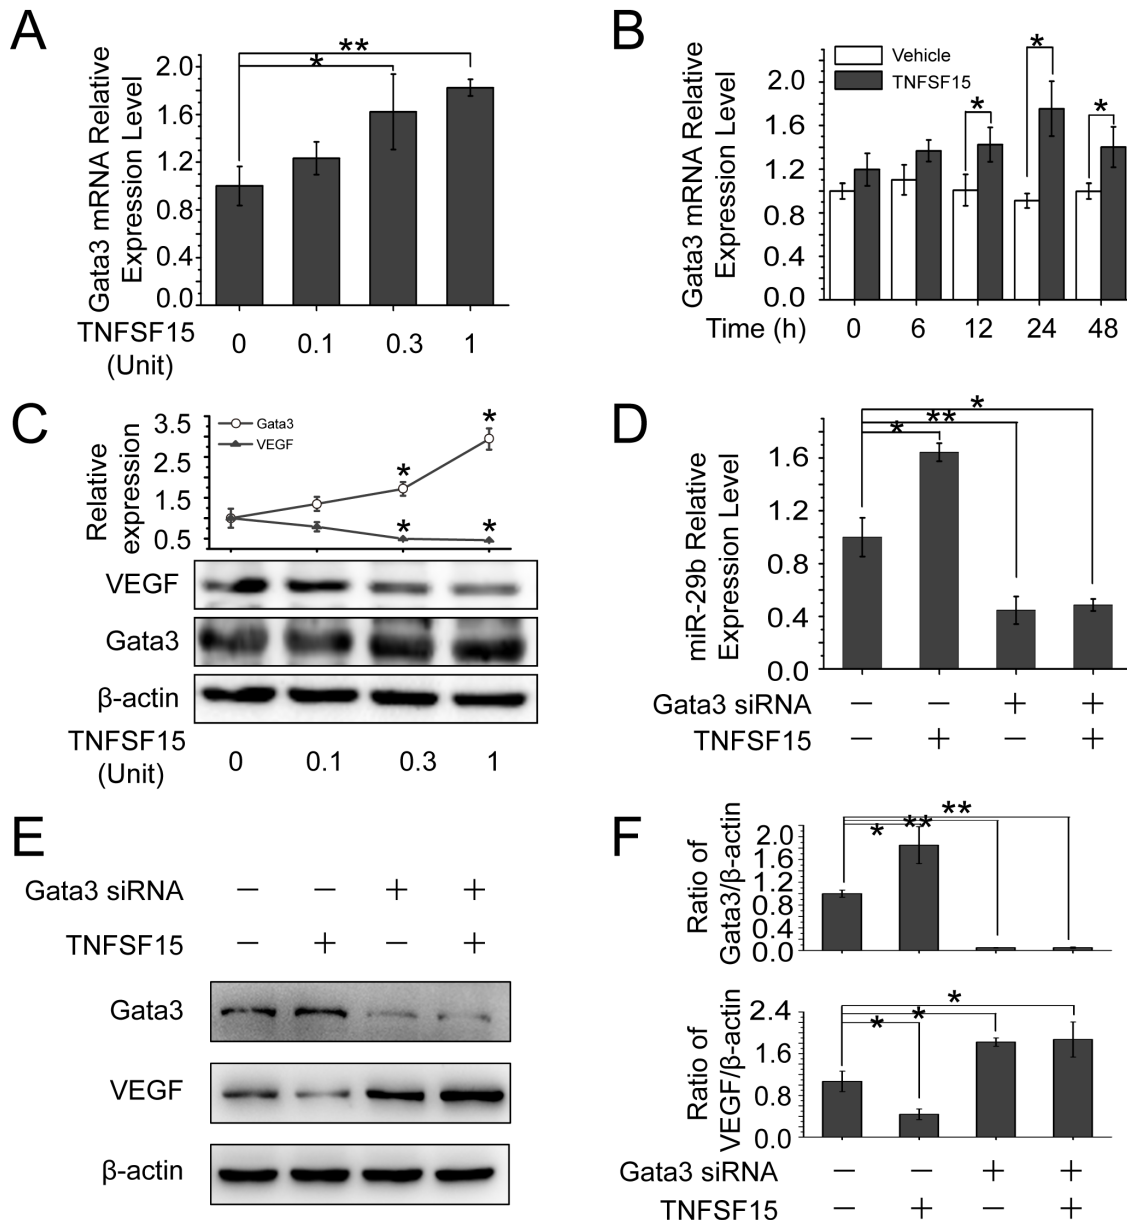 A
Gata3 mRNA Relative
Expression Level
2.0
1.6
1.2
0.8
0.4
0.0
**
*
TNFSF15
(Unit)
0 0.1 0.3 1
B
Gata3 mRNA Relative
Expression Level
2.0
1.6
1.2
0.8
0.4
0
Vehicle
TNFSF15
*
*
*
Time (h) 0 6 12 24 48
C
Relative
expression
3.5
2.5
1.5
0.5
Gata3
VEGF
*
*
*
*
VEGF
Gata3
β-actin
TNFSF15
(Unit)
0 0.1 0.3 1
D
miR-29b Relative
Expression Level
1.6
1.2
0.8
0.4
0.0
*
**
*
Gata3 siRNA − − + +
TNFSF15 − + − +
E
Gata3 siRNA − − + +
TNFSF15 − + − +
Gata3
VEGF
β-actin
F
Ratio of
Gata3/β-actin
2.0
1.6
1.2
0.8
0.4
0.0
**
* **
Ratio of
VEGF/β-actin
2.4
1.6
0.8
0.0
*
*
*
Gata3 siRNA − − + +
TNFSF15 − + − +